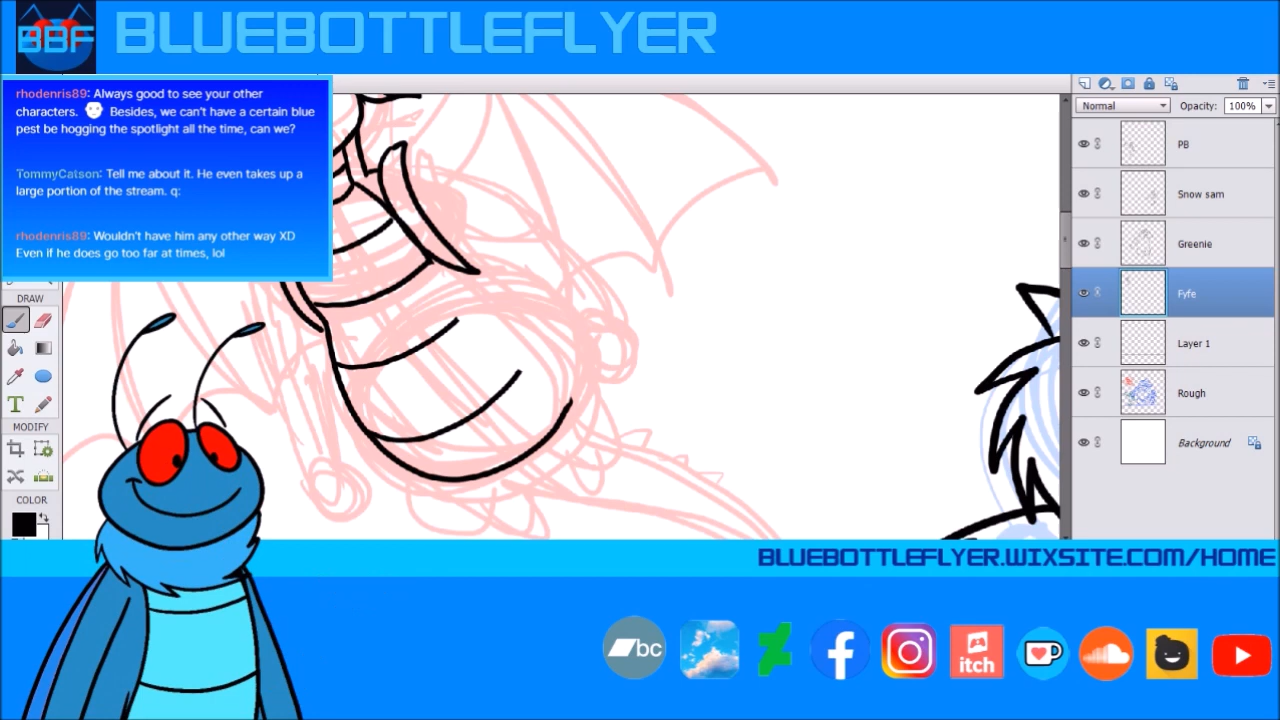 BBF
BLUEBOTTLEFLYER
rhodenris89: Always good to see your other
characters. Besides, we can't have a certain blue
pest be hogging the spotlight all the time, can we?
TommyCatson: Tell me about it. He even takes up a
large portion of the stream. q:
rhodenris89: Wouldn't have him any other way XD
Even if he does go too far at times, lol
Normal Opacity: 100%
PB
Snow sam
Greenie
Fyfe
Layer 1
Rough
Background
DRAW
T
MODIFY
COLOR
BLUEBOTTLEFLYER.WIXSITE.COM/HOME
bc
itch